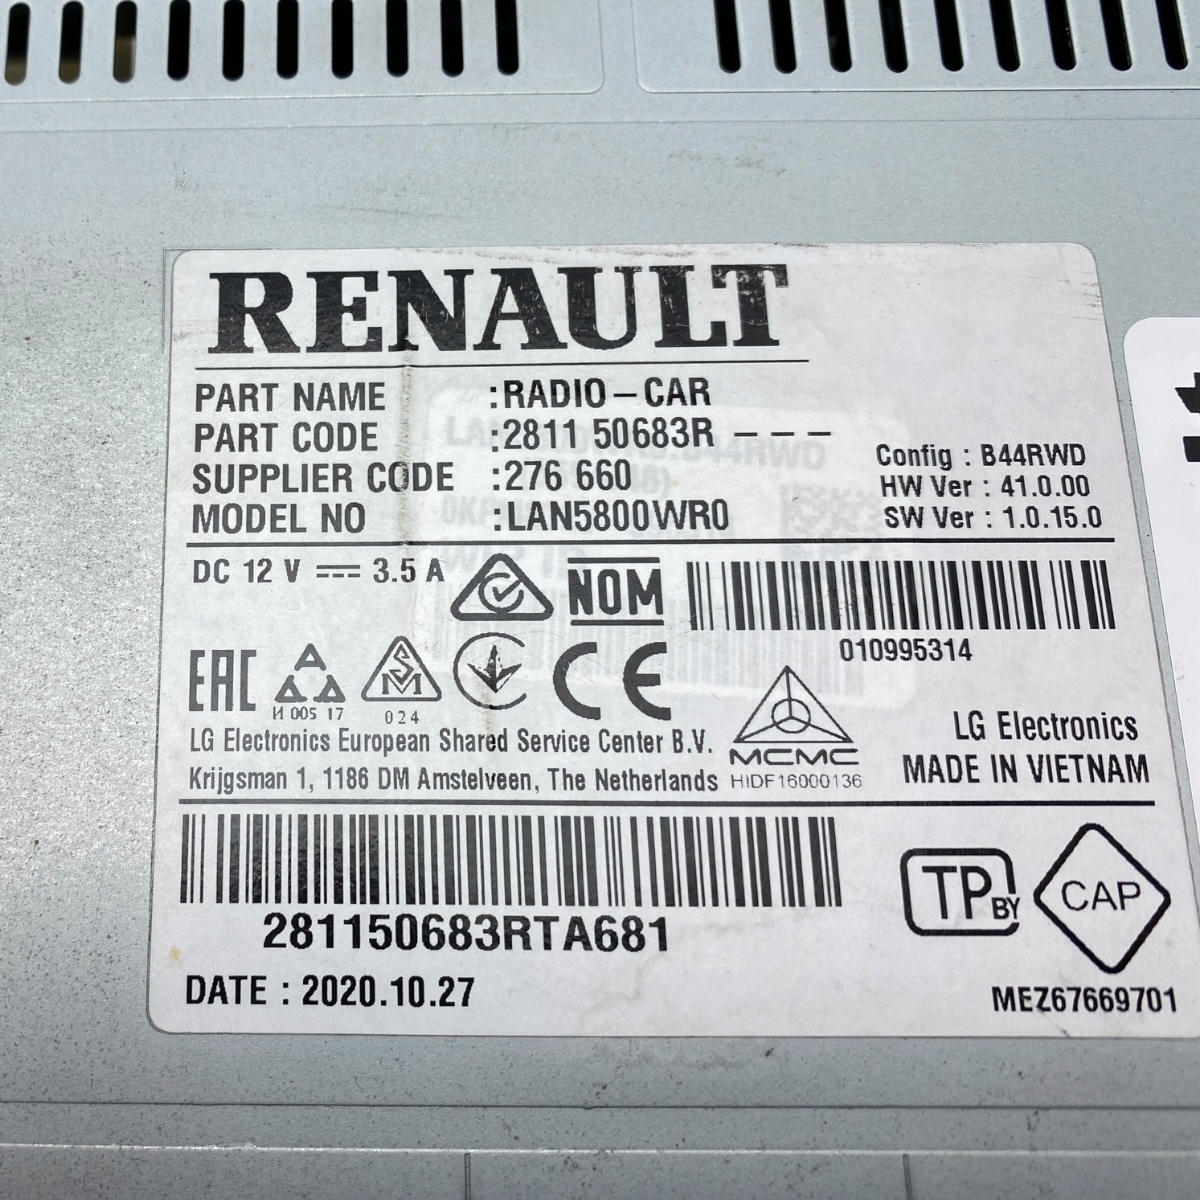 RENAULT
PART NAME :RADIO-CAR
PART CODE :2811 50683R ---
SUPPLIER CODE :276 660
MODEL NO :LAN5800WR0
Config : B44RWD
HW Ver : 41.0.00
SW Ver : 1.0.15.0
DC 12 V ⎓ 3.5 A
NOM
010995314
EAC
A
И 005 17
SM
024
CE
MCMC
HIDF16000136
LG Electronics European Shared Service Center B.V.
Krijgsman 1, 1186 DM Amstelveen, The Netherlands
LG Electronics
MADE IN VIETNAM
281150683RTA681
TP BY
CAP
DATE : 2020.10.27
MEZ67669701